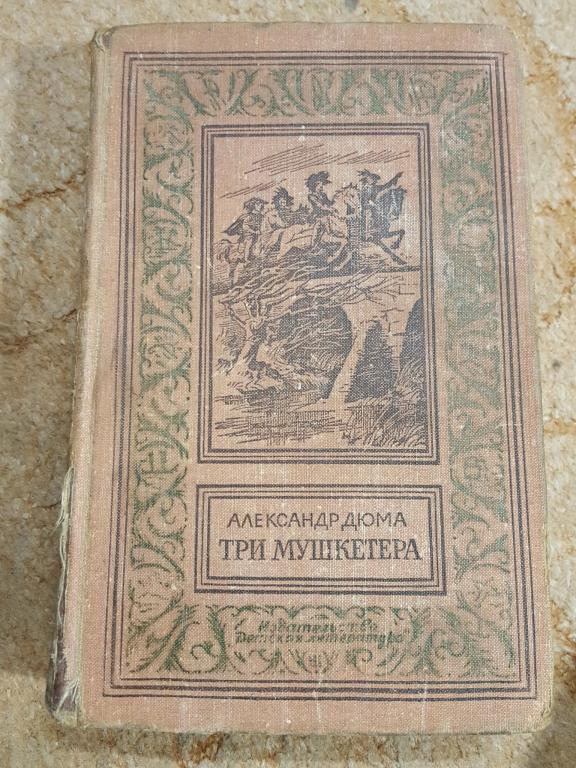 АЛЕКСАНДР ДЮМА
ТРИ МУШКЕТЕРА
Издательство
Детская литература